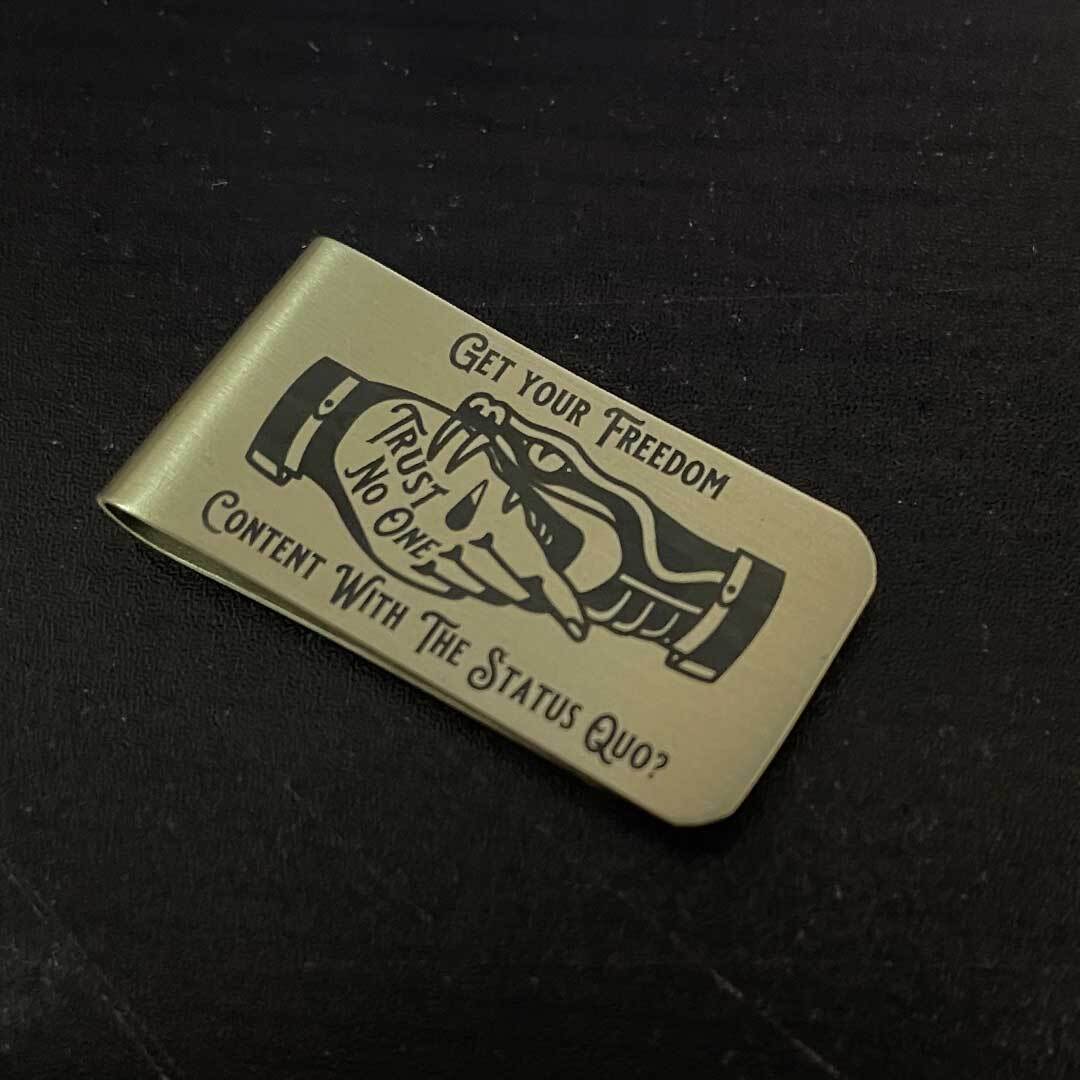 Get your Freedom
Trust
No One
Content With The Status Quo?